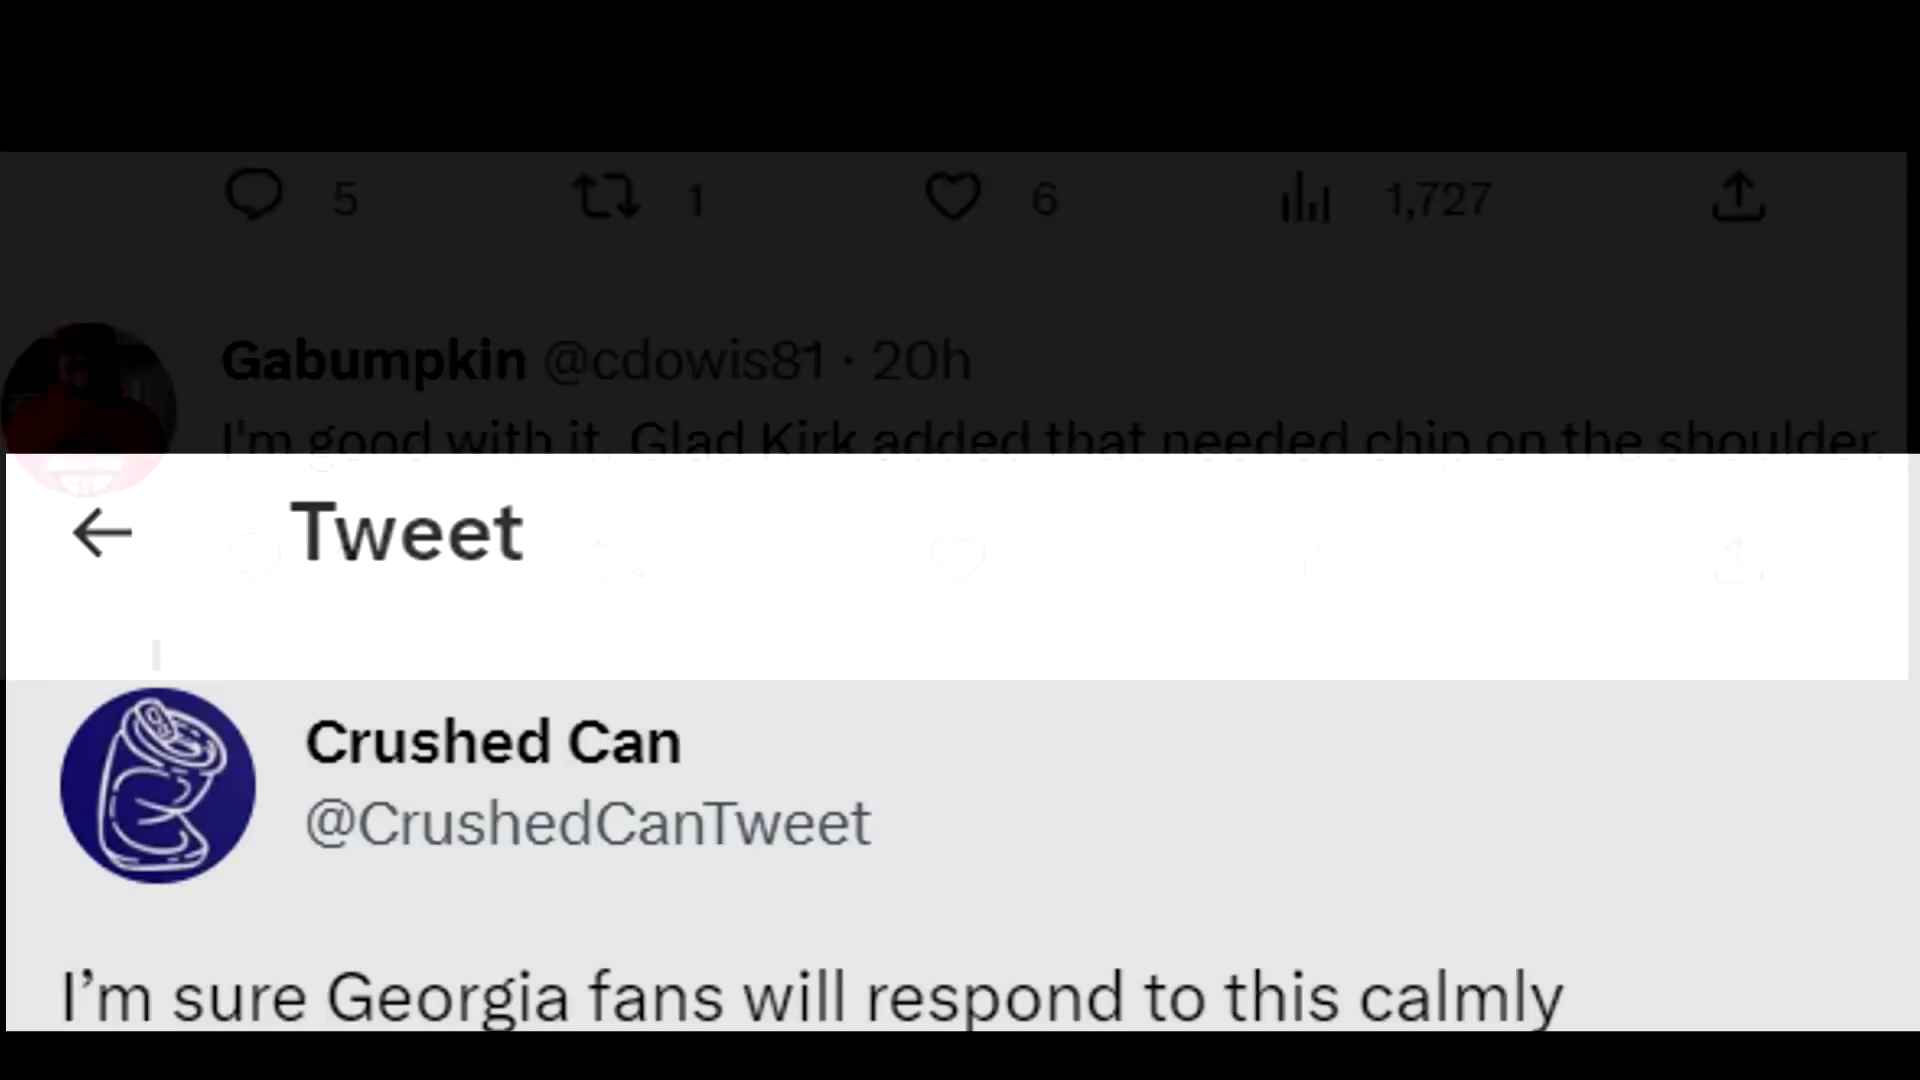 5 1 6 1,727
Gabumpkin @cdowis81 · 20h
I'm good with it. Glad Kirk added that needed chip on the shoulder.
Tweet
Crushed Can
@CrushedCanTweet
I’m sure Georgia fans will respond to this calmly